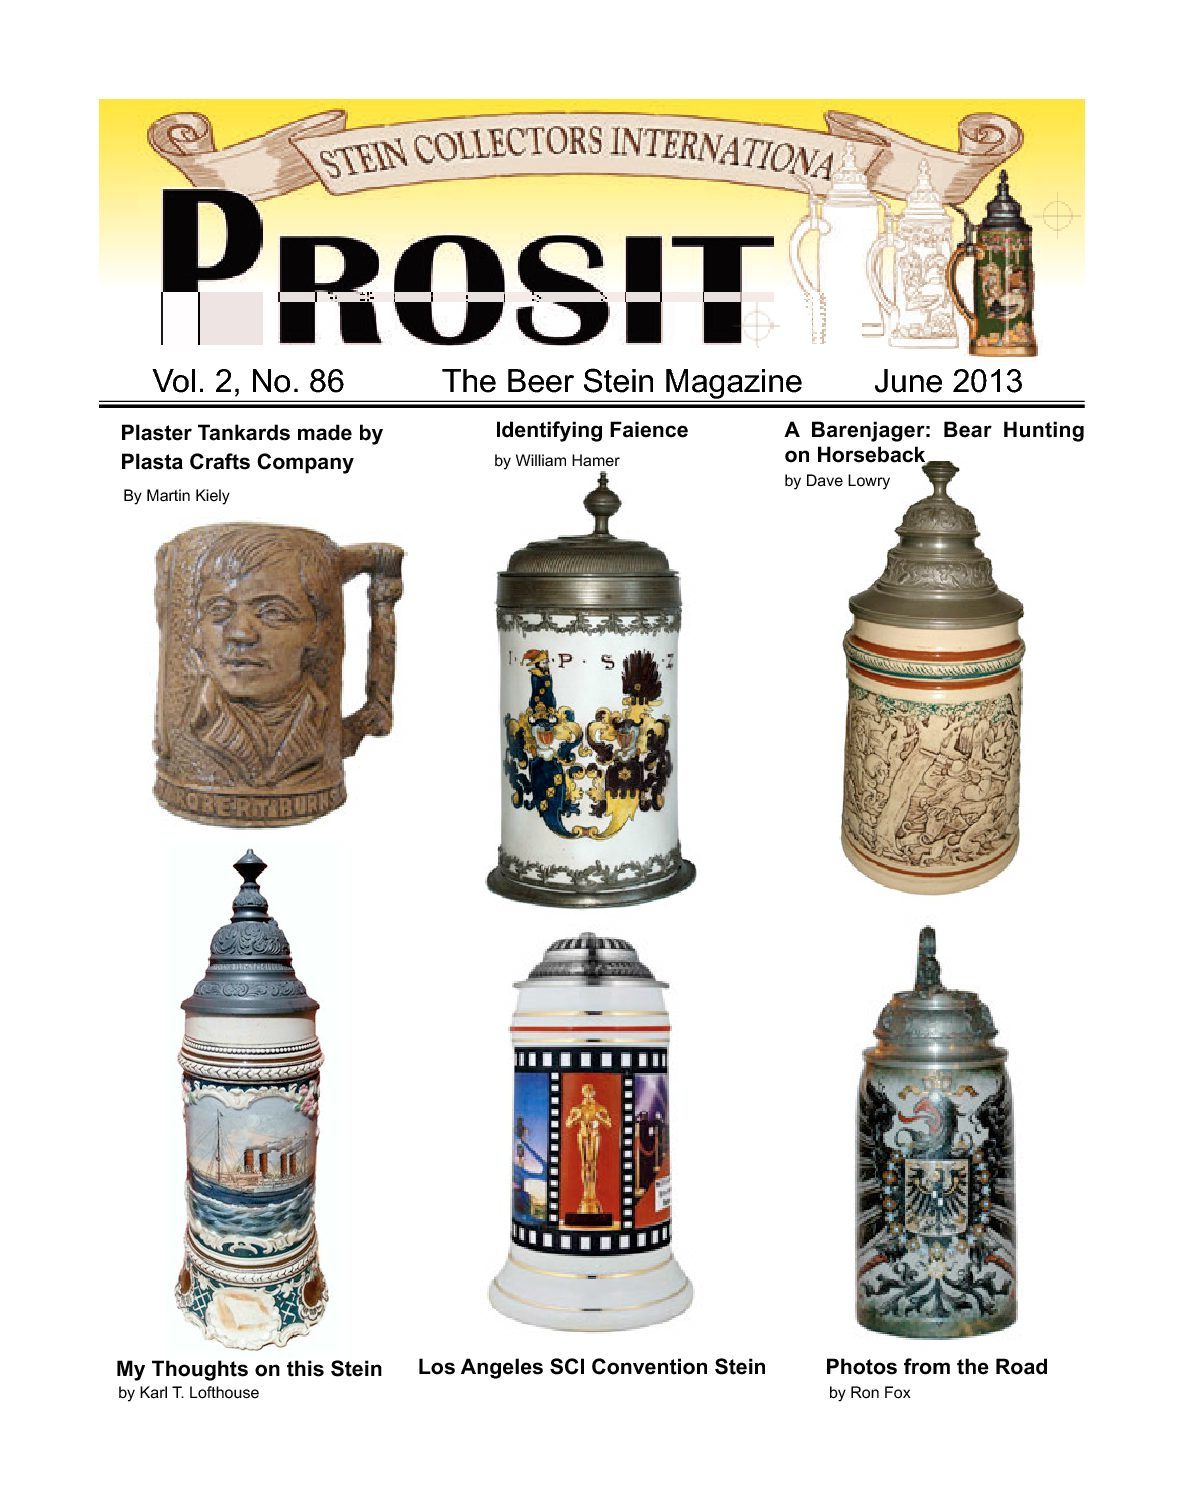 STEIN COLLECTORS INTERNATIONA
PROSIT
Vol. 2, No. 86 The Beer Stein Magazine June 2013
Plaster Tankards made by
Plasta Crafts Company
By Martin Kiely
Identifying Faience
by William Hamer
A Barenjager: Bear Hunting
on Horseback
by Dave Lowry
ROBERT BURNS
P · S · Z
My Thoughts on this Stein
by Karl T. Lofthouse
Los Angeles SCI Convention Stein
Photos from the Road
by Ron Fox